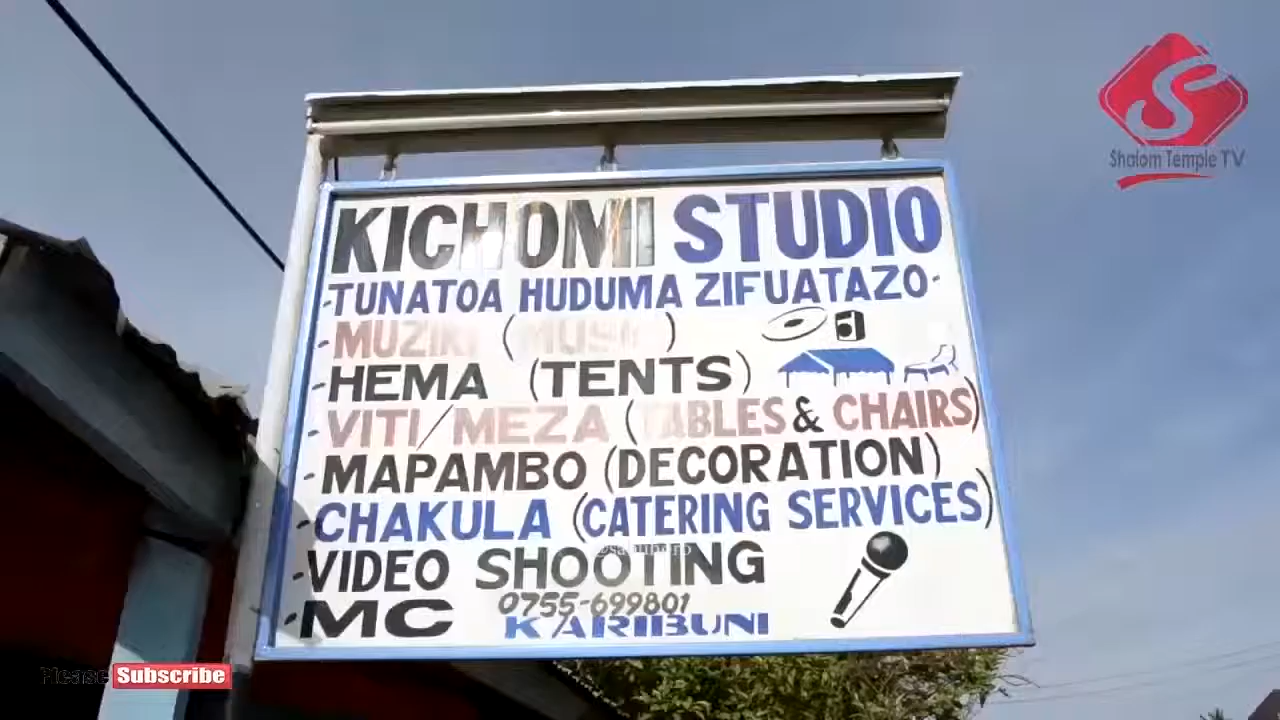 Shalom Temple TV
KICHOMI STUDIO
-TUNATOA HUDUMA ZIFUATAZO-
-MUZIKI (MUSIC)
-HEMA (TENTS)
-VITI/MEZA (TABLES & CHAIRS)
-MAPAMBO (DECORATION)
-CHAKULA (CATERING SERVICES)
-VIDEO SHOOTING
-MC 0755-699801
KARIBUNI
Please Subscribe